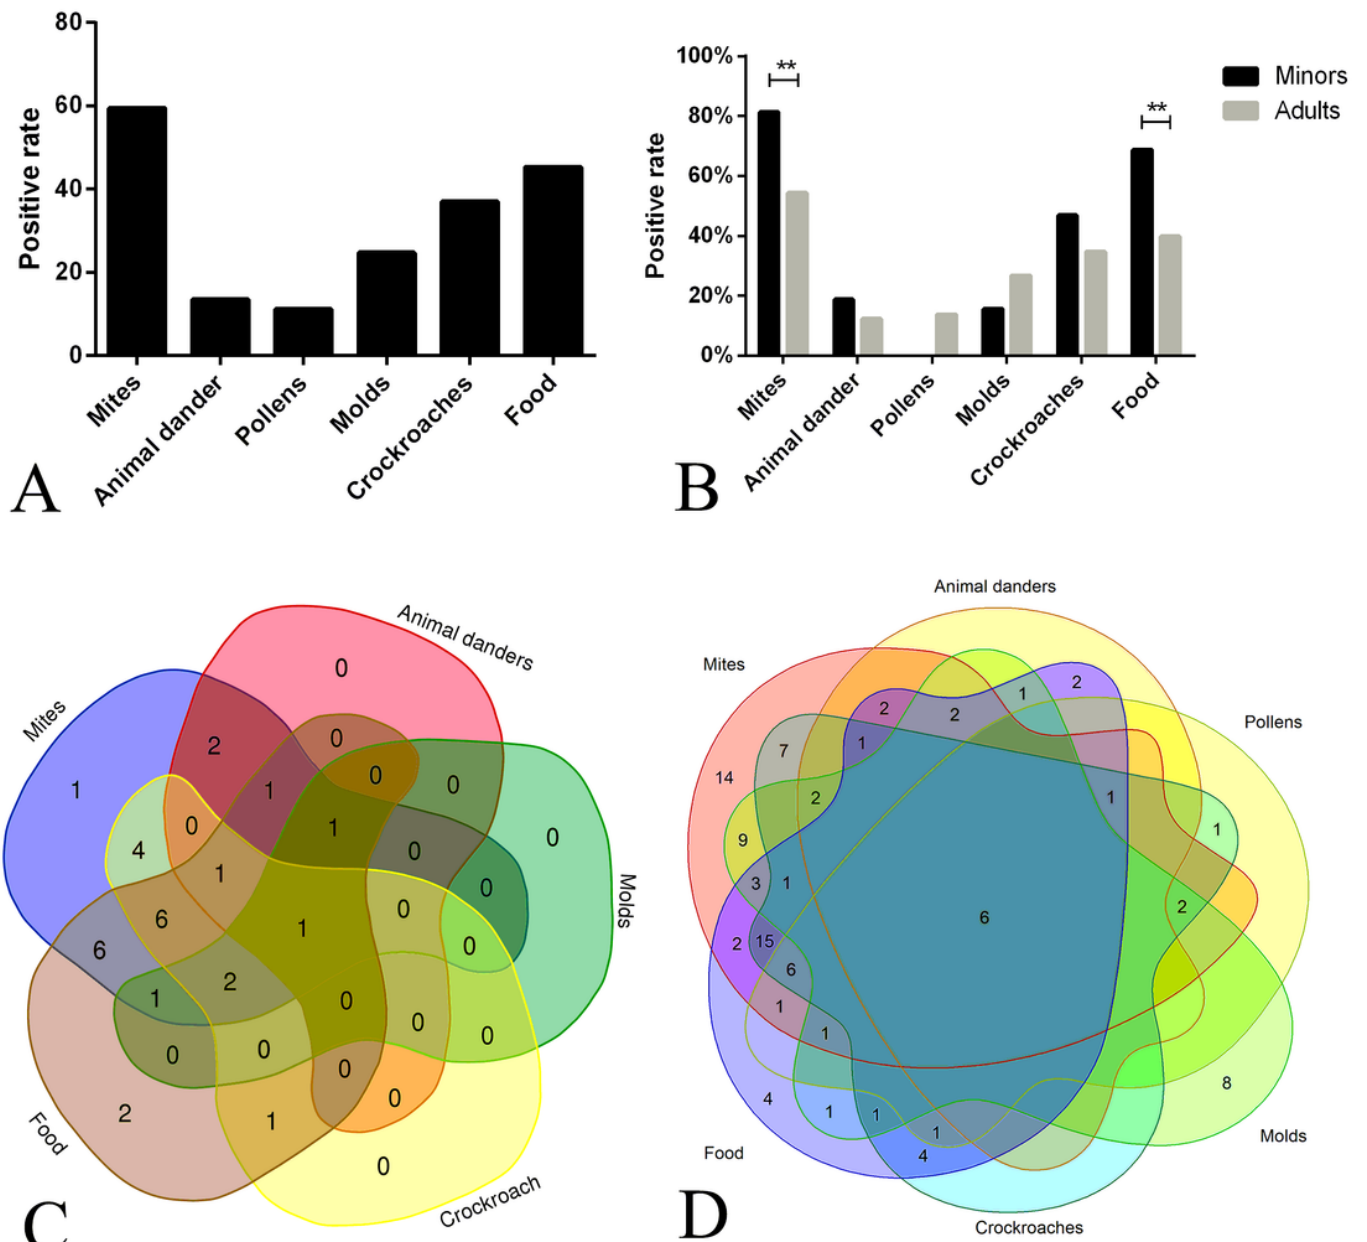 80
60
40
20
0
Positive rate
Mites
Animal dander
Pollens
Molds
Crockroaches
Food
A
100%
80%
60%
40%
20%
0%
Positive rate
**
**
Minors
Adults
Mites
Animal dander
Pollens
Molds
Crockroaches
Food
B
Animal danders
Mites
Molds
Food
Crockroach
0
2
0
1
0
0
0
1
0
4
1
0
0
1
6
0
6
1
0
2
1
0
0
0
0
0
0
2
1
0
0
C
Animal danders
Mites
Pollens
Food
Molds
Crockroaches
2
1
2
2
1
7
14
2
1
1
9
3
1
2
6
2
15
6
1
1
4
1
1
1
4
8
D